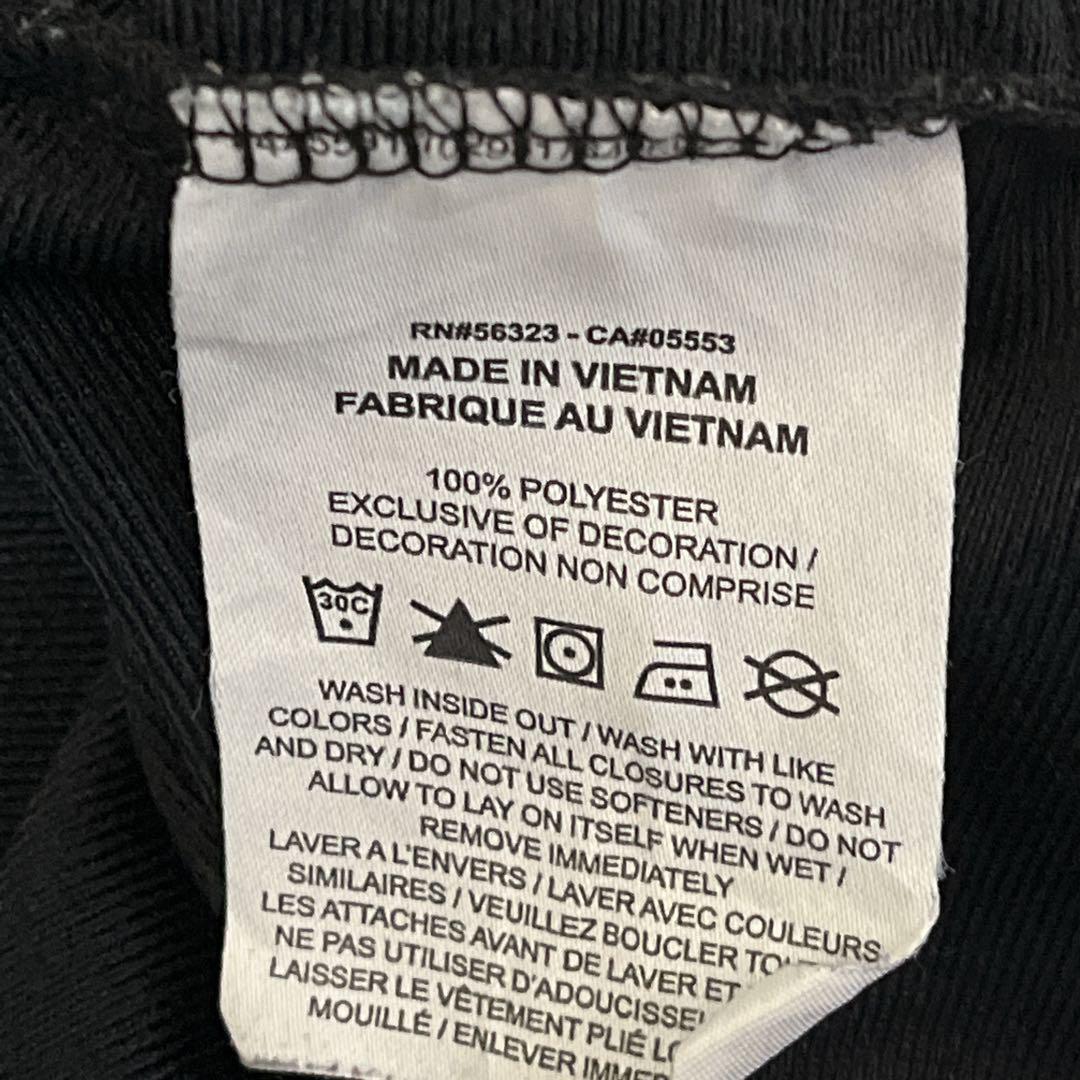 RN#56323 - CA#05553
MADE IN VIETNAM
FABRIQUE AU VIETNAM
100% POLYESTER
EXCLUSIVE OF DECORATION /
DECORATION NON COMPRISE
30C
WASH INSIDE OUT / WASH WITH LIKE
COLORS / FASTEN ALL CLOSURES TO WASH
AND DRY / DO NOT USE SOFTENERS / DO NOT
ALLOW TO LAY ON ITSELF WHEN WET /
REMOVE IMMEDIATELY
LAVER A L'ENVERS / LAVER AVEC COULEURS
SIMILAIRES / VEUILLEZ BOUCLER
LES ATTACHES AVANT DE LAVER ET
NE PAS UTILISER
LAISSER LE VÊTEMENT PLIÉ
MOUILLÉ / ENLEVER